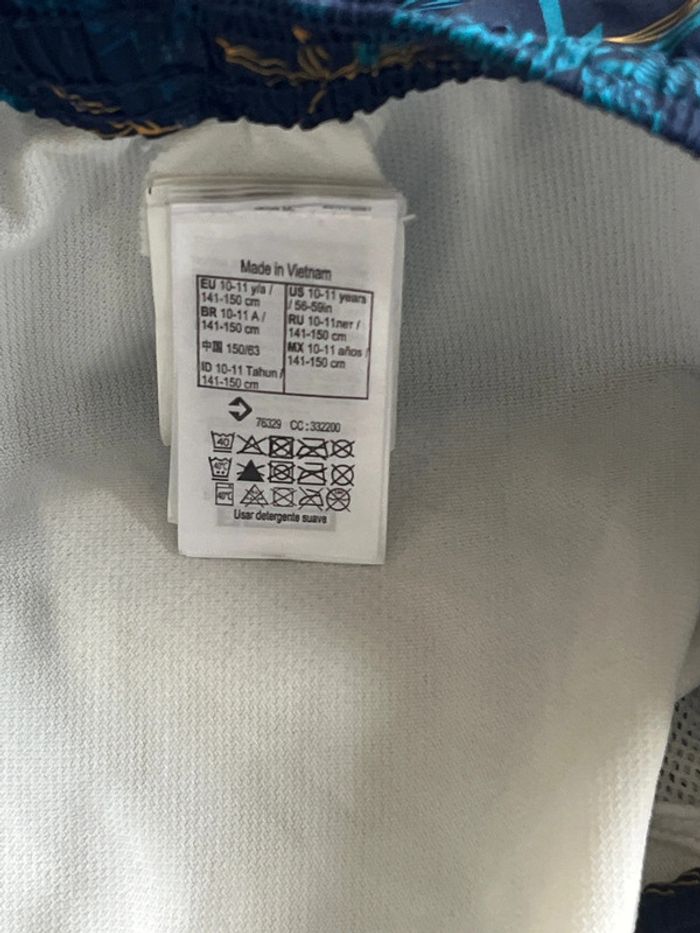 Made in Vietnam
EU 10-11 y/a /
141-150 cm
BR 10-11 A /
141-150 cm
中国 150/63
ID 10-11 Tahun /
141-150 cm
US 10-11 years
/ 56-59in
RU 10-11лет /
141-150 cm
MX 10-11 años /
141-150 cm
76329 CC:332200
40
40°C
40°C
Usar detergente suave